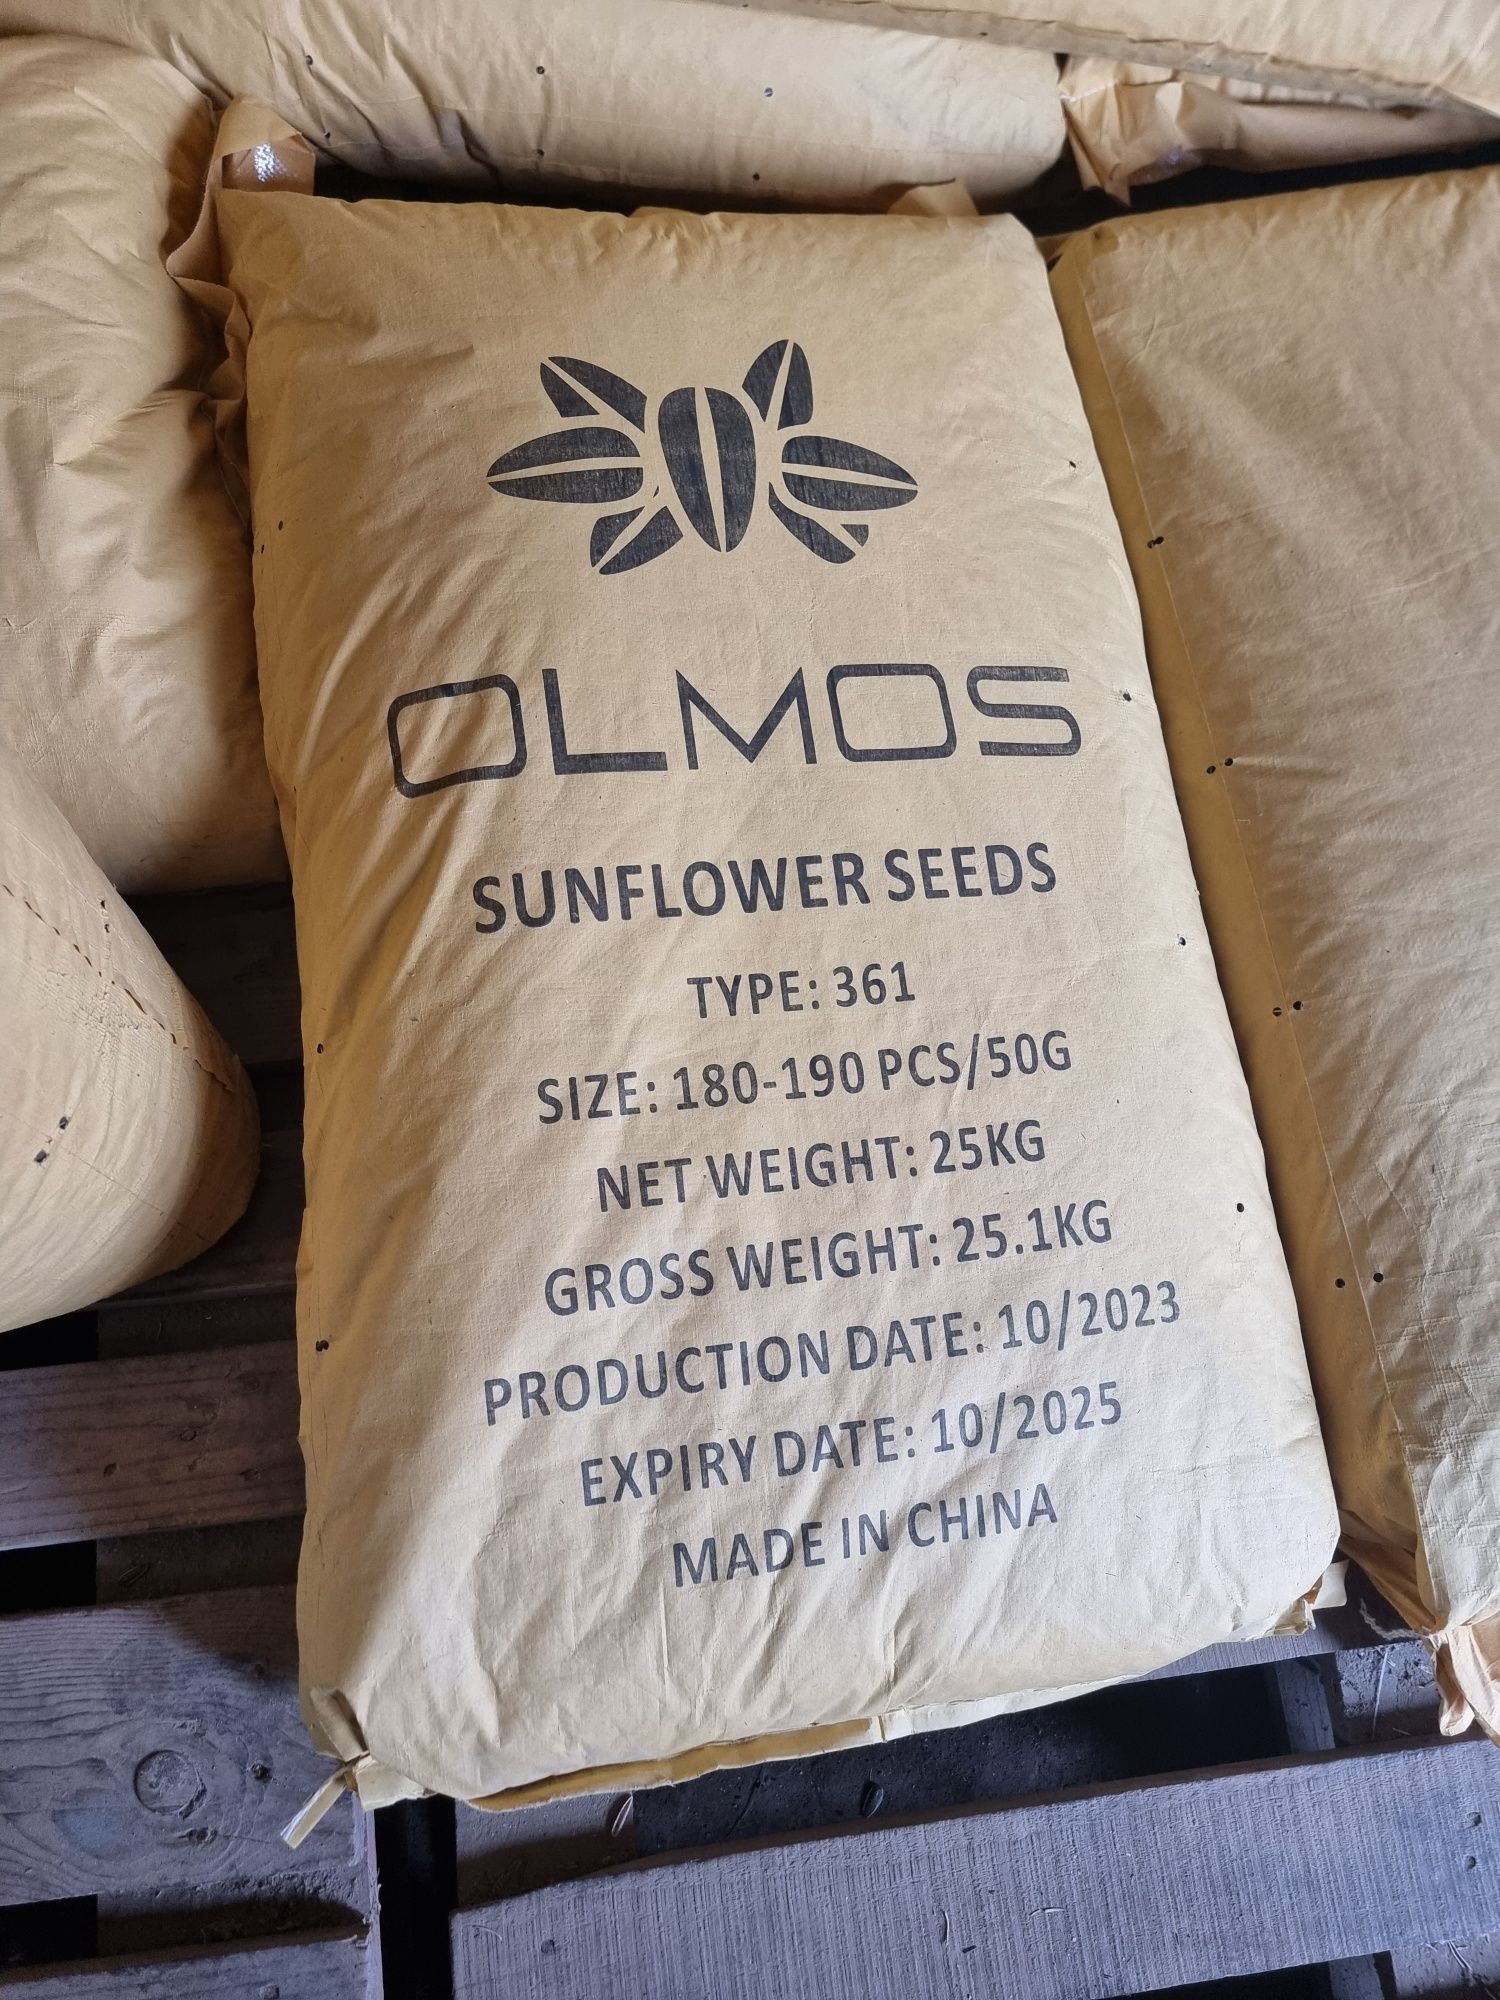 OLMOS
SUNFLOWER SEEDS
TYPE: 361
SIZE: 180-190 PCS/50G
NET WEIGHT: 25KG
GROSS WEIGHT: 25.1KG
PRODUCTION DATE: 10/2023
EXPIRY DATE: 10/2025
MADE IN CHINA